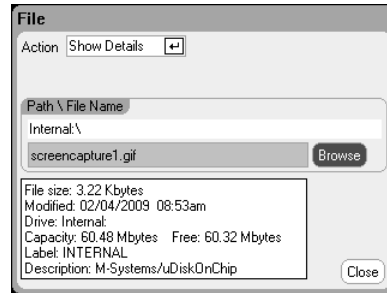 File
Action Show Details
Path \ File Name
Internal:\
screencapture1.gif Browse
File size: 3.22 Kbytes
Modified: 02/04/2009 08:53am
Drive: Internal:
Capacity: 60.48 Mbytes Free: 60.32 Mbytes
Label: INTERNAL
Description: M-Systems/uDiskOnChip
Close